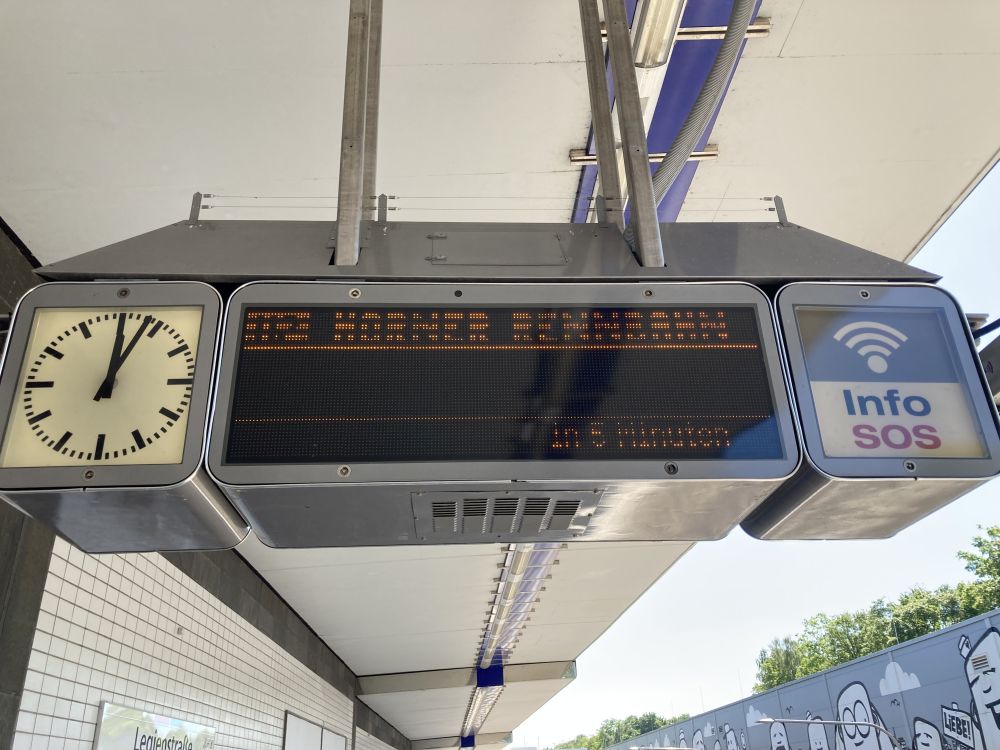 U2 HORNER RENNBAHN
in 5 Minuten
Info
SOS
Legienstraße
LiEBE!